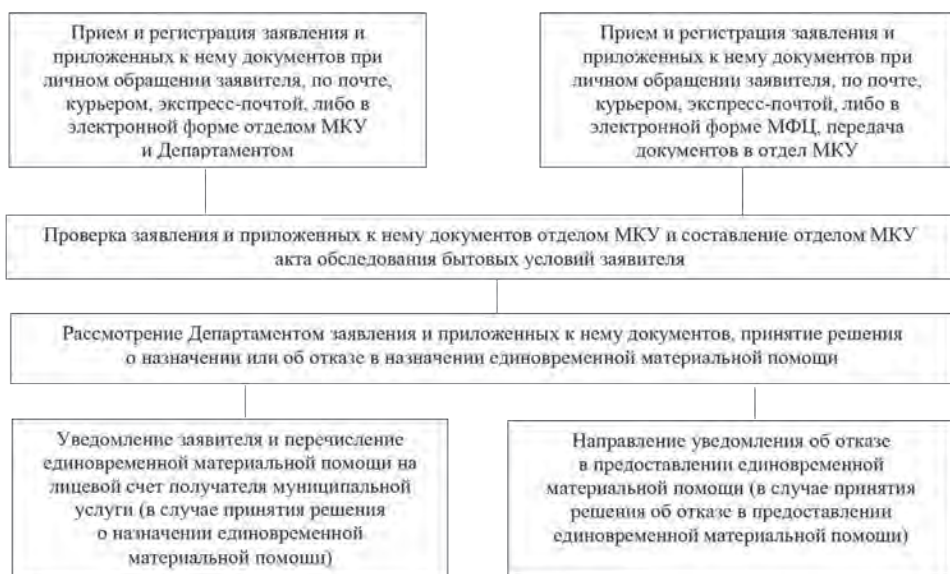 Прием и регистрация заявления и
приложенных к нему документов при
личном обращении заявителя, по почте,
курьером, экспресс-почтой, либо в
электронной форме отделом МКУ
и Департаментом
Прием и регистрация заявления и
приложенных к нему документов при
личном обращении заявителя, по почте,
курьером, экспресс-почтой, либо в
электронной форме МФЦ, передача
документов в отдел МКУ
Проверка заявления и приложенных к нему документов отделом МКУ и составление отделом МКУ
акта обследования бытовых условий заявителя
Рассмотрение Департаментом заявления и приложенных к нему документов, принятие решения
о назначении или об отказе в назначении единовременной материальной помощи
Уведомление заявителя и перечисление
единовременной материальной помощи на
лицевой счет получателя муниципальной
услуги (в случае принятия решения
о назначении единовременной
материальной помощи)
Направление уведомления об отказе
в предоставлении единовременной
материальной помощи (в случае принятия
решения об отказе в предоставлении
единовременной материальной помощи)